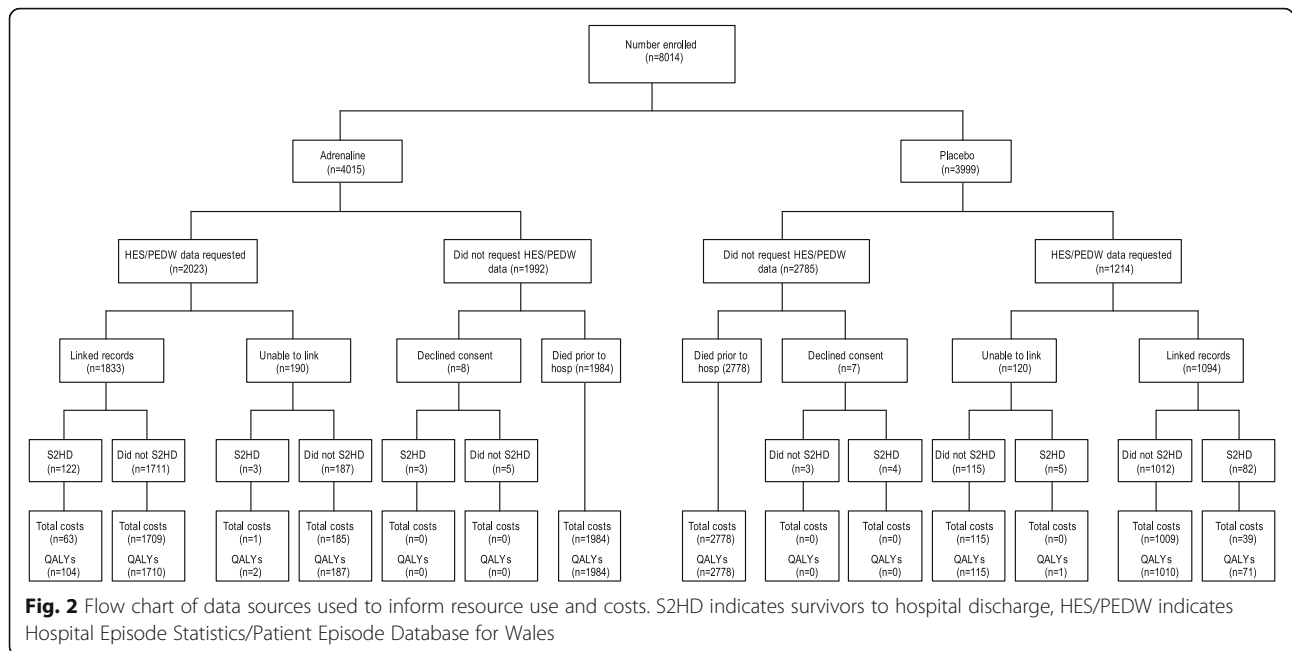 Number enrolled
(n=8014)
Adrenaline
(n=4015)
Placebo
(n=3999)
HES/PEDW data requested
(n=2023)
Did not request HES/PEDW
data (n=1992)
Did not request HES/PEDW
data (n=2785)
HES/PEDW data requested
(n=1214)
Linked records
(n=1833)
Unable to link
(n=190)
Declined consent
(n=8)
Died prior to
hosp (n=1984)
Died prior to
hosp (2778)
Declined consent
(n=7)
Unable to link
(n=120)
Linked records
(n=1094)
S2HD
(n=122)
Did not S2HD
(n=1711)
S2HD
(n=3)
Did not S2HD
(n=187)
S2HD
(n=3)
Did not S2HD
(n=5)
Did not S2HD
(n=3)
S2HD
(n=4)
Did not S2HD
(n=115)
S2HD
(n=5)
Did not S2HD
(n=1012)
S2HD
(n=82)
Total costs
(n=63)
QALYs
(n=104)
Total costs
(n=1709)
QALYs
(n=1710)
Total costs
(n=1)
QALYs
(n=2)
Total costs
(n=185)
QALYs
(n=187)
Total costs
(n=0)
QALYs
(n=0)
Total costs
(n=0)
QALYs
(n=0)
Total costs
(n=1984)
QALYs
(n=1984)
Total costs
(n=2778)
QALYs
(n=2778)
Total costs
(n=0)
QALYs
(n=0)
Total costs
(n=0)
QALYs
(n=0)
Total costs
(n=115)
QALYs
(n=115)
Total costs
(n=0)
QALYs
(n=1)
Total costs
(n=1009)
QALYs
(n=1010)
Total costs
(n=39)
QALYs
(n=71)
Fig. 2 Flow chart of data sources used to inform resource use and costs. S2HD indicates survivors to hospital discharge, HES/PEDW indicates
Hospital Episode Statistics/Patient Episode Database for Wales